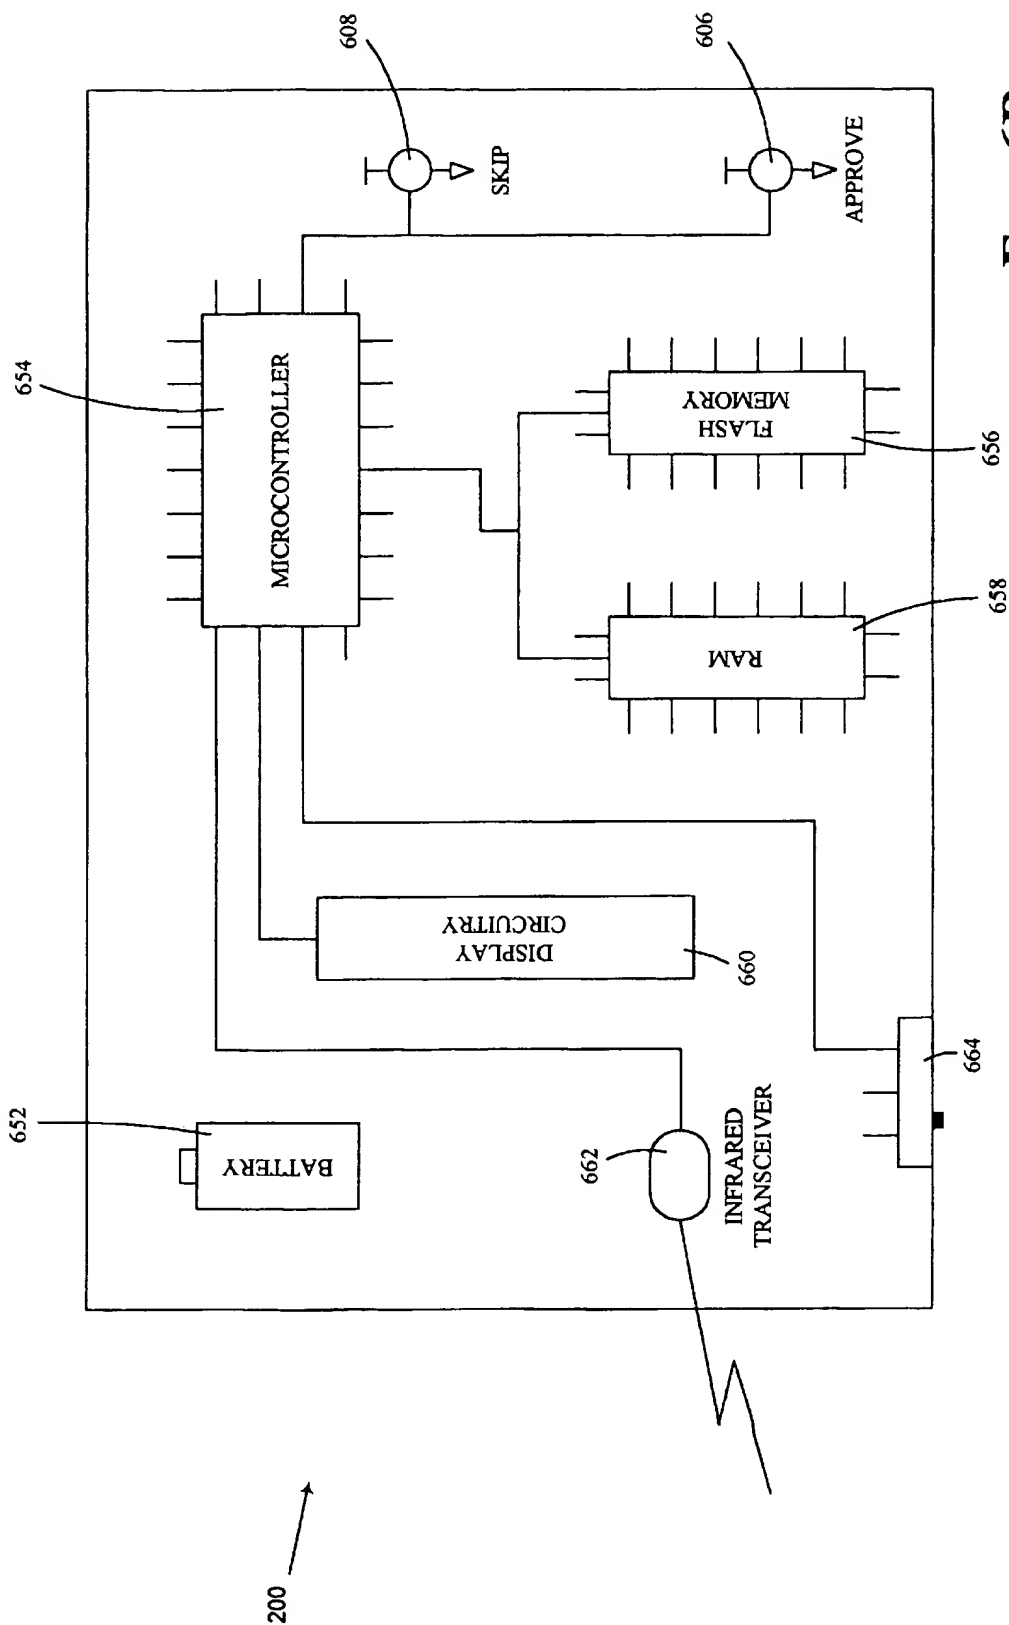 608
606
SKIP
APPROVE
654
MICROCONTROLLER
FLASH
MEMORY
656
RAM
658
DISPLAY
CIRCUITRY
660
664
652
BATTERY
662
INFRARED
TRANSCEIVER
200